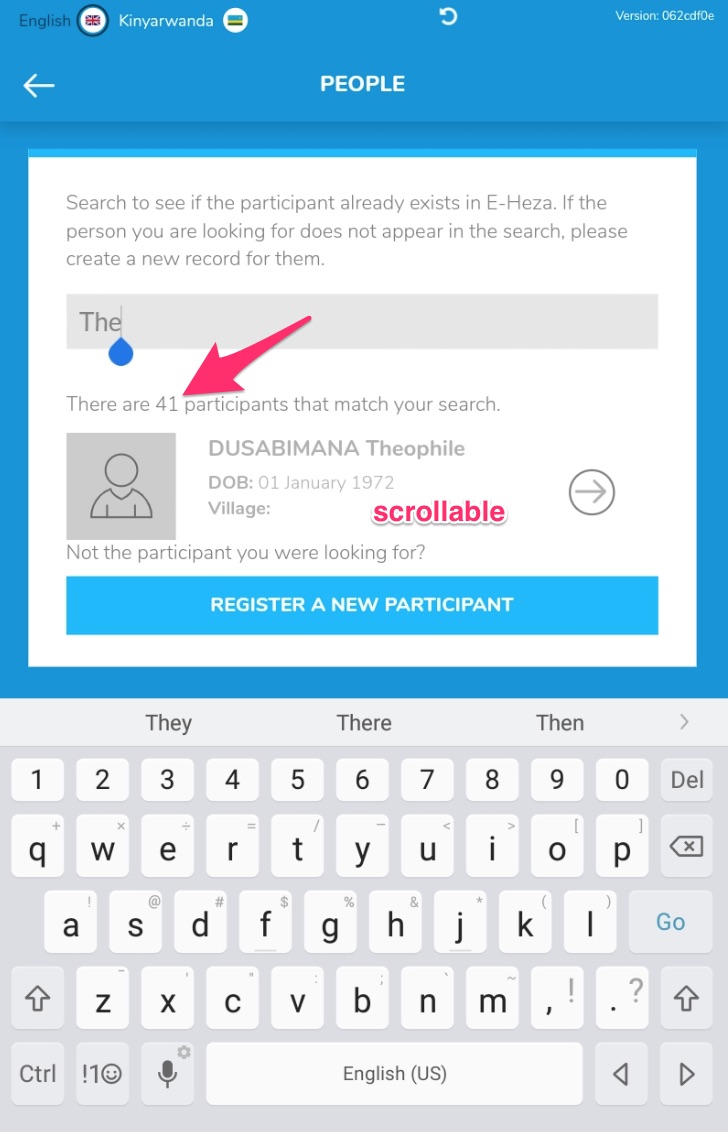 English Kinyarwanda Version: 062cdf0e
PEOPLE
Search to see if the participant already exists in E-Heza. If the
person you are looking for does not appear in the search, please
create a new record for them.
The
There are 41 participants that match your search.
DUSABIMANA Theophile
DOB: 01 January 1972
Village:
scrollable
Not the participant you were looking for?
REGISTER A NEW PARTICIPANT
They There Then
1 2 3 4 5 6 7 8 9 0 Del
+ × ÷ = / – < > [ ]
q w e r t y u i o p
! @ # $ % & * ( )
a s d f g h j k l Go
- ' " : ; ` ~ ! ?
z x c v b n m , .
Ctrl !1☺ English (US)